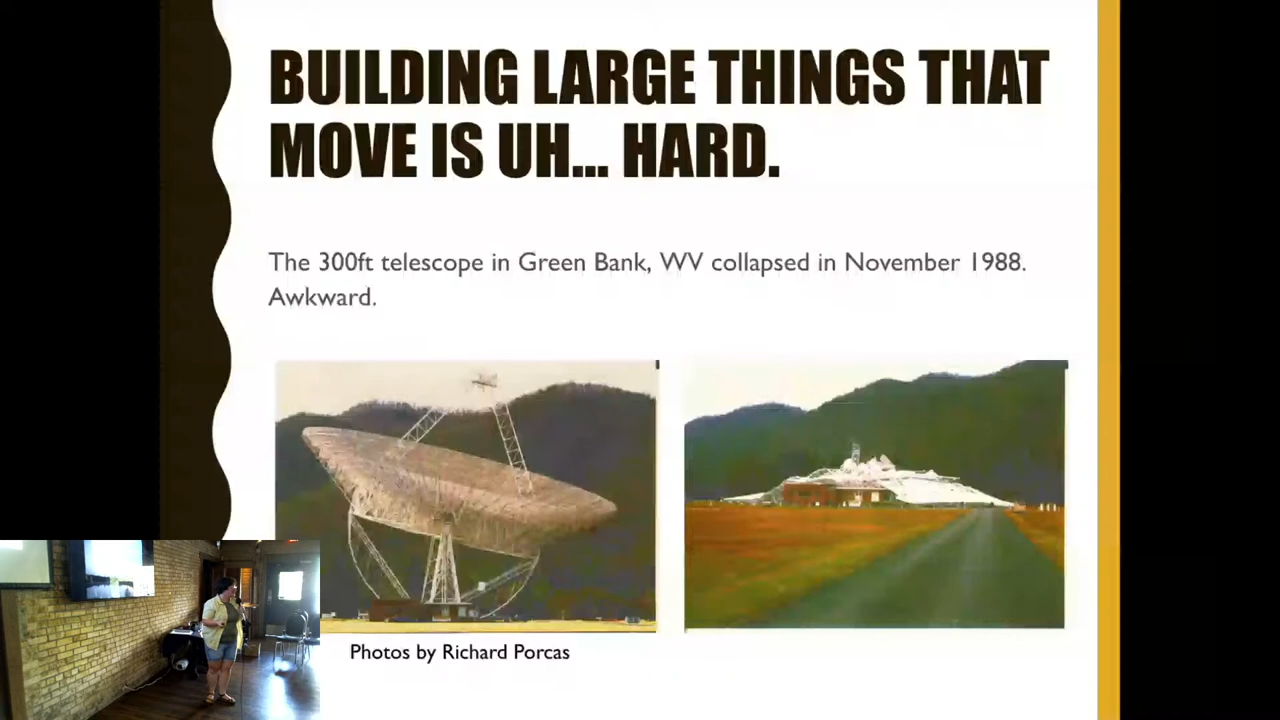 BUILDING LARGE THINGS THAT
MOVE IS UH... HARD.
The 300ft telescope in Green Bank, WV collapsed in November 1988.
Awkward.
Photos by Richard Porcas